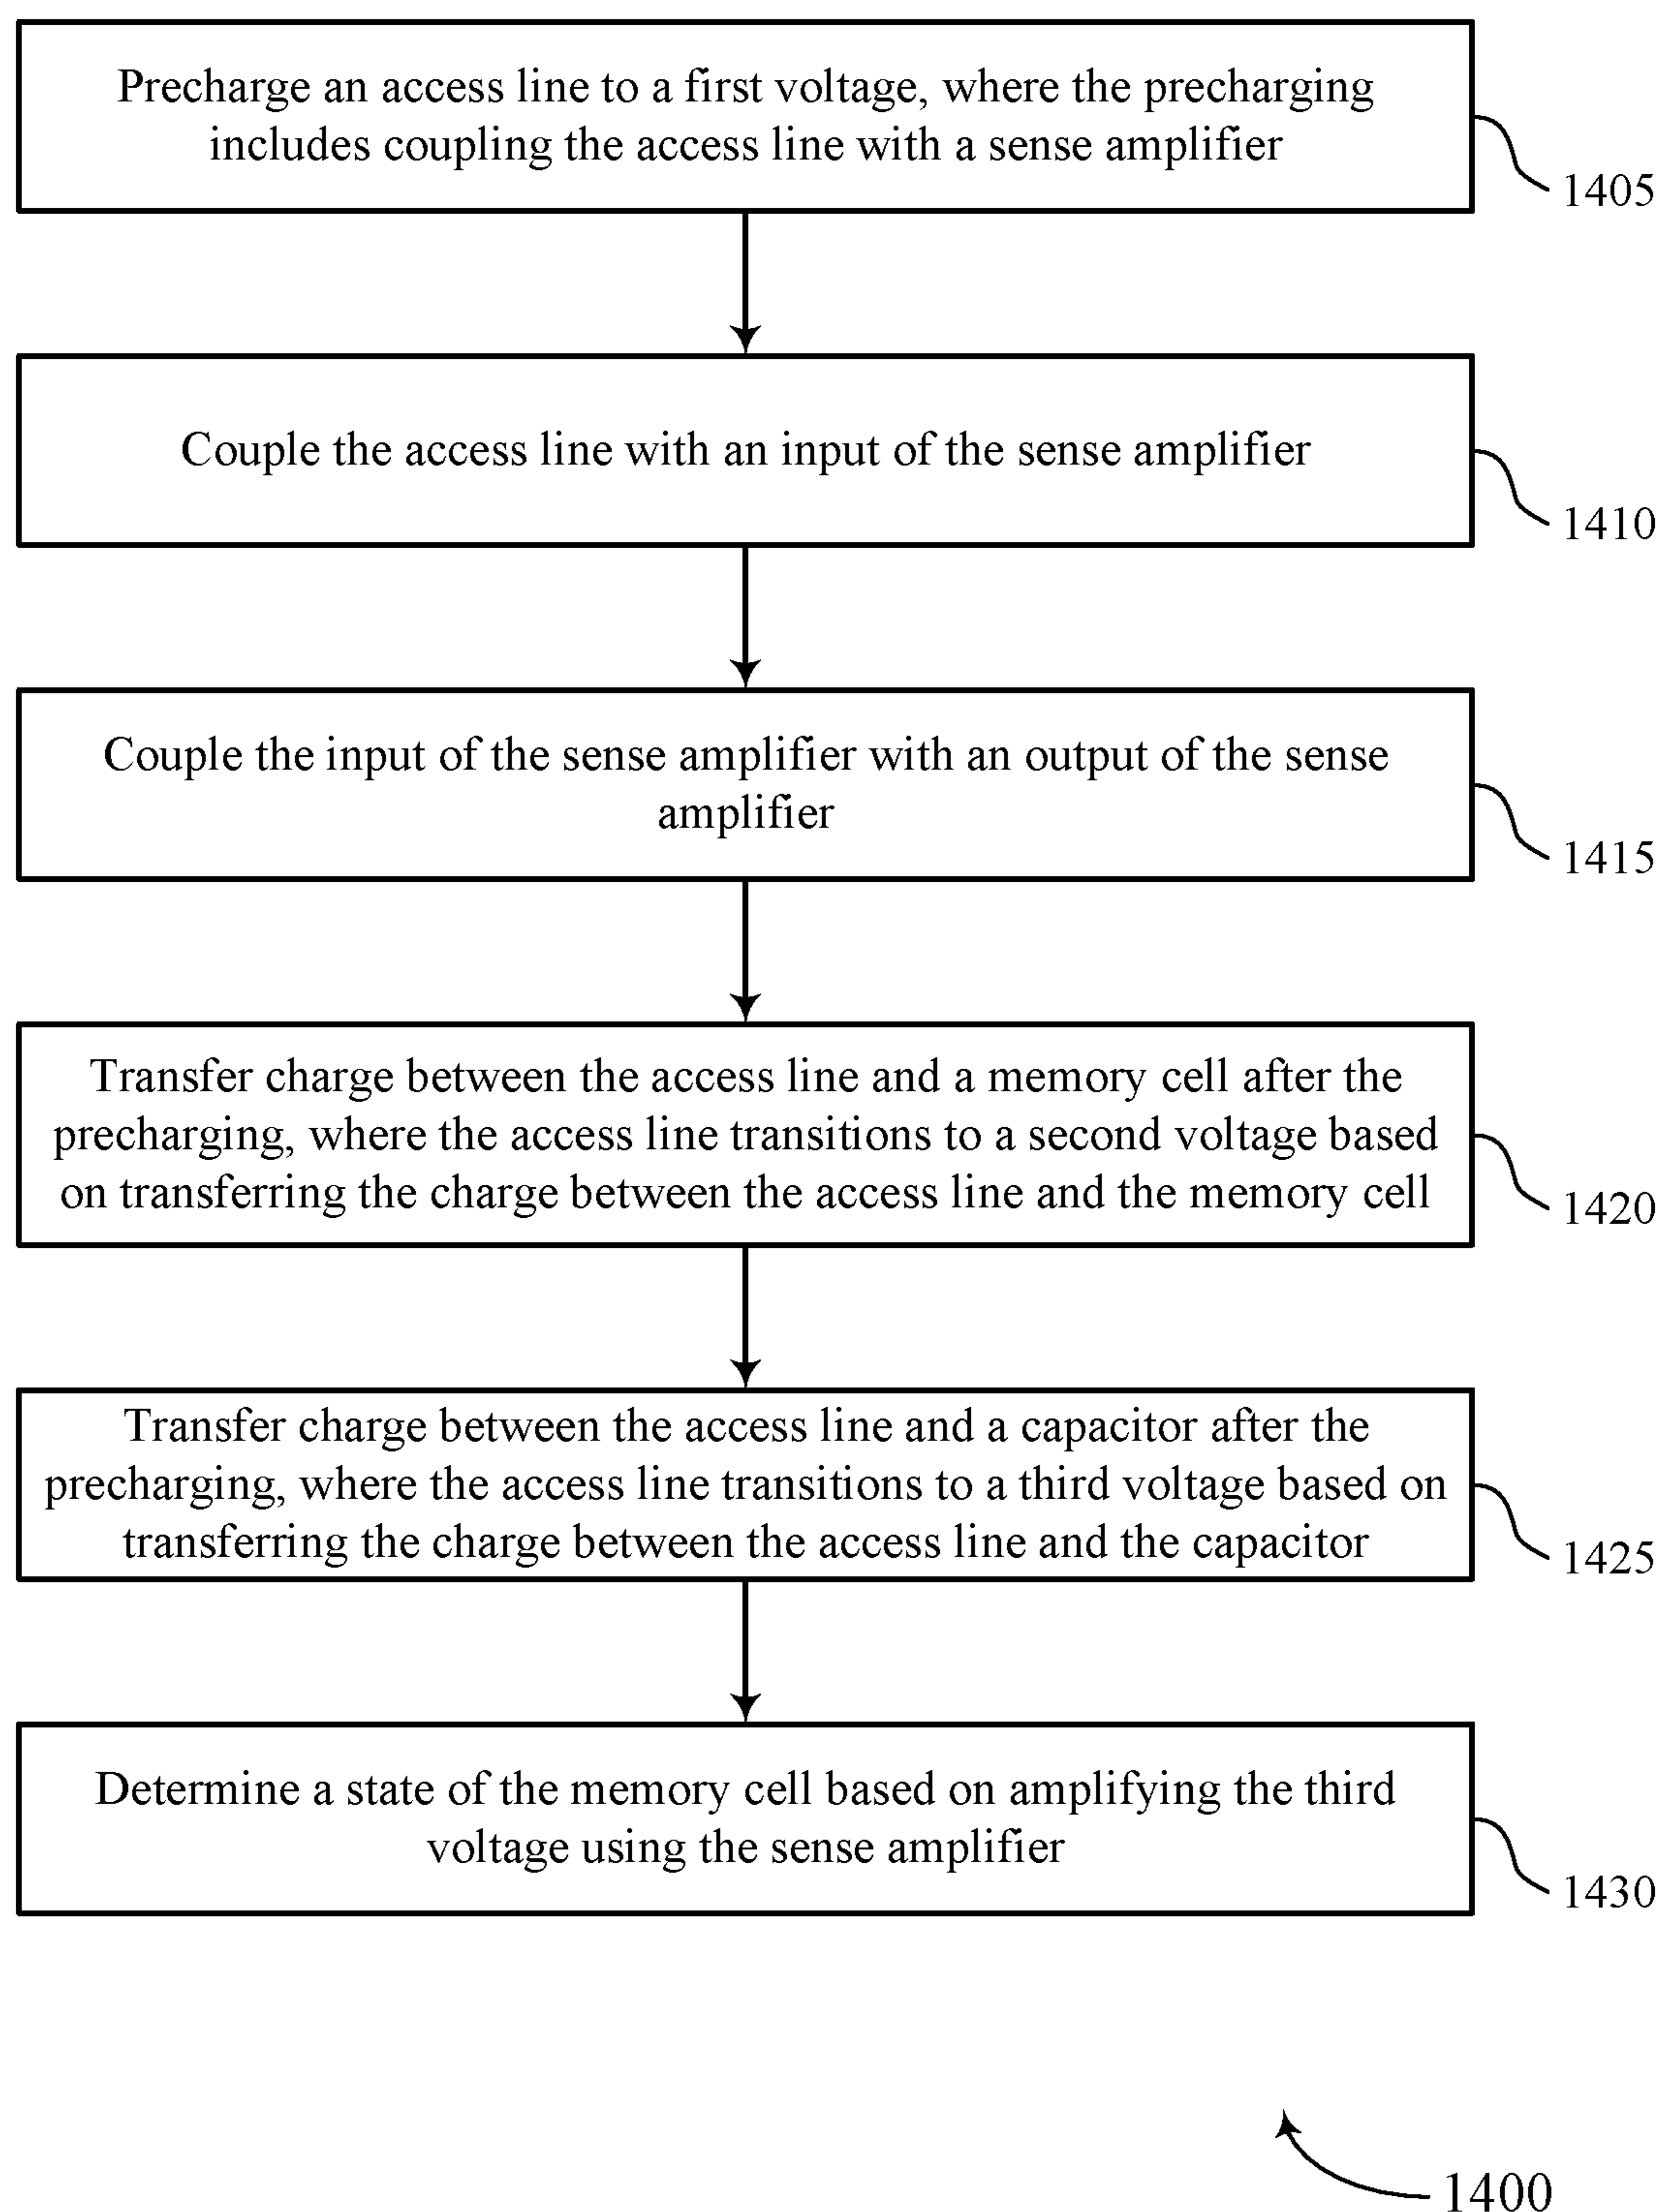 Precharge an access line to a first voltage, where the precharging
includes coupling the access line with a sense amplifier
1405
Couple the access line with an input of the sense amplifier
1410
Couple the input of the sense amplifier with an output of the sense
amplifier
1415
Transfer charge between the access line and a memory cell after the
precharging, where the access line transitions to a second voltage based
on transferring the charge between the access line and the memory cell
1420
Transfer charge between the access line and a capacitor after the
precharging, where the access line transitions to a third voltage based on
transferring the charge between the access line and the capacitor
1425
Determine a state of the memory cell based on amplifying the third
voltage using the sense amplifier
1430
1400